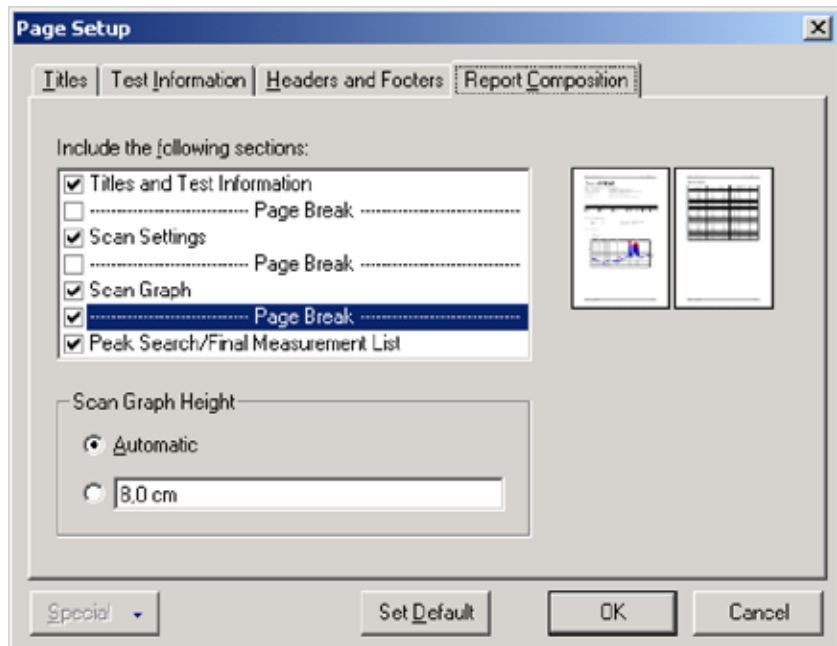 Page Setup
Titles
Test Information
Headers and Footers
Report Composition
Include the following sections:
Titles and Test Information
------------------------------ Page Break ------------------------------
Scan Settings
------------------------------ Page Break ------------------------------
Scan Graph
------------------------------ Page Break ------------------------------
Peak Search/Final Measurement List
Scan Graph Height
Automatic
8,0 cm
Special
Set Default
OK
Cancel